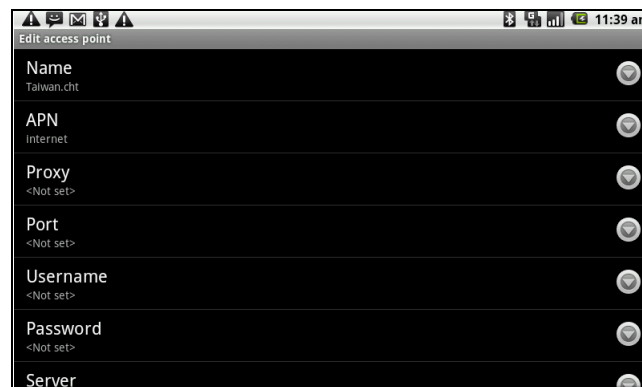 11:39 am
Edit access point
Name
Taiwan.cht
APN
Internet
Proxy
<Not set>
Port
<Not set>
Username
<Not set>
Password
<Not set>
Server